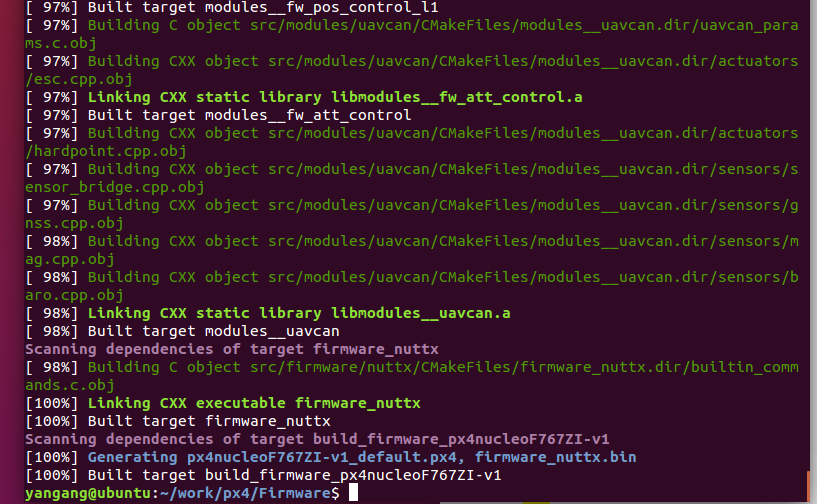 [ 97%] Built target modules__fw_pos_control_l1
[ 97%] Building C object src/modules/uavcan/CMakeFiles/modules__uavcan.dir/uavcan_para
ms.c.obj
[ 97%] Building CXX object src/modules/uavcan/CMakeFiles/modules__uavcan.dir/actuators
/esc.cpp.obj
[ 97%] Linking CXX static library libmodules__fw_att_control.a
[ 97%] Built target modules__fw_att_control
[ 97%] Building CXX object src/modules/uavcan/CMakeFiles/modules__uavcan.dir/actuators
/hardpoint.cpp.obj
[ 97%] Building CXX object src/modules/uavcan/CMakeFiles/modules__uavcan.dir/sensors/s
ensor_bridge.cpp.obj
[ 97%] Building CXX object src/modules/uavcan/CMakeFiles/modules__uavcan.dir/sensors/g
nss.cpp.obj
[ 98%] Building CXX object src/modules/uavcan/CMakeFiles/modules__uavcan.dir/sensors/m
ag.cpp.obj
[ 98%] Building CXX object src/modules/uavcan/CMakeFiles/modules__uavcan.dir/sensors/b
aro.cpp.obj
[ 98%] Linking CXX static library libmodules__uavcan.a
[ 98%] Built target modules__uavcan
Scanning dependencies of target firmware_nuttx
[ 98%] Building C object src/firmware/nuttx/CMakeFiles/firmware_nuttx.dir/builtin_comm
ands.c.obj
[100%] Linking CXX executable firmware_nuttx
[100%] Built target firmware_nuttx
Scanning dependencies of target build_firmware_px4nucleoF767ZI-v1
[100%] Generating px4nucleoF767ZI-v1_default.px4, firmware_nuttx.bin
[100%] Built target build_firmware_px4nucleoF767ZI-v1
yangang@ubuntu:~/work/px4/Firmware$